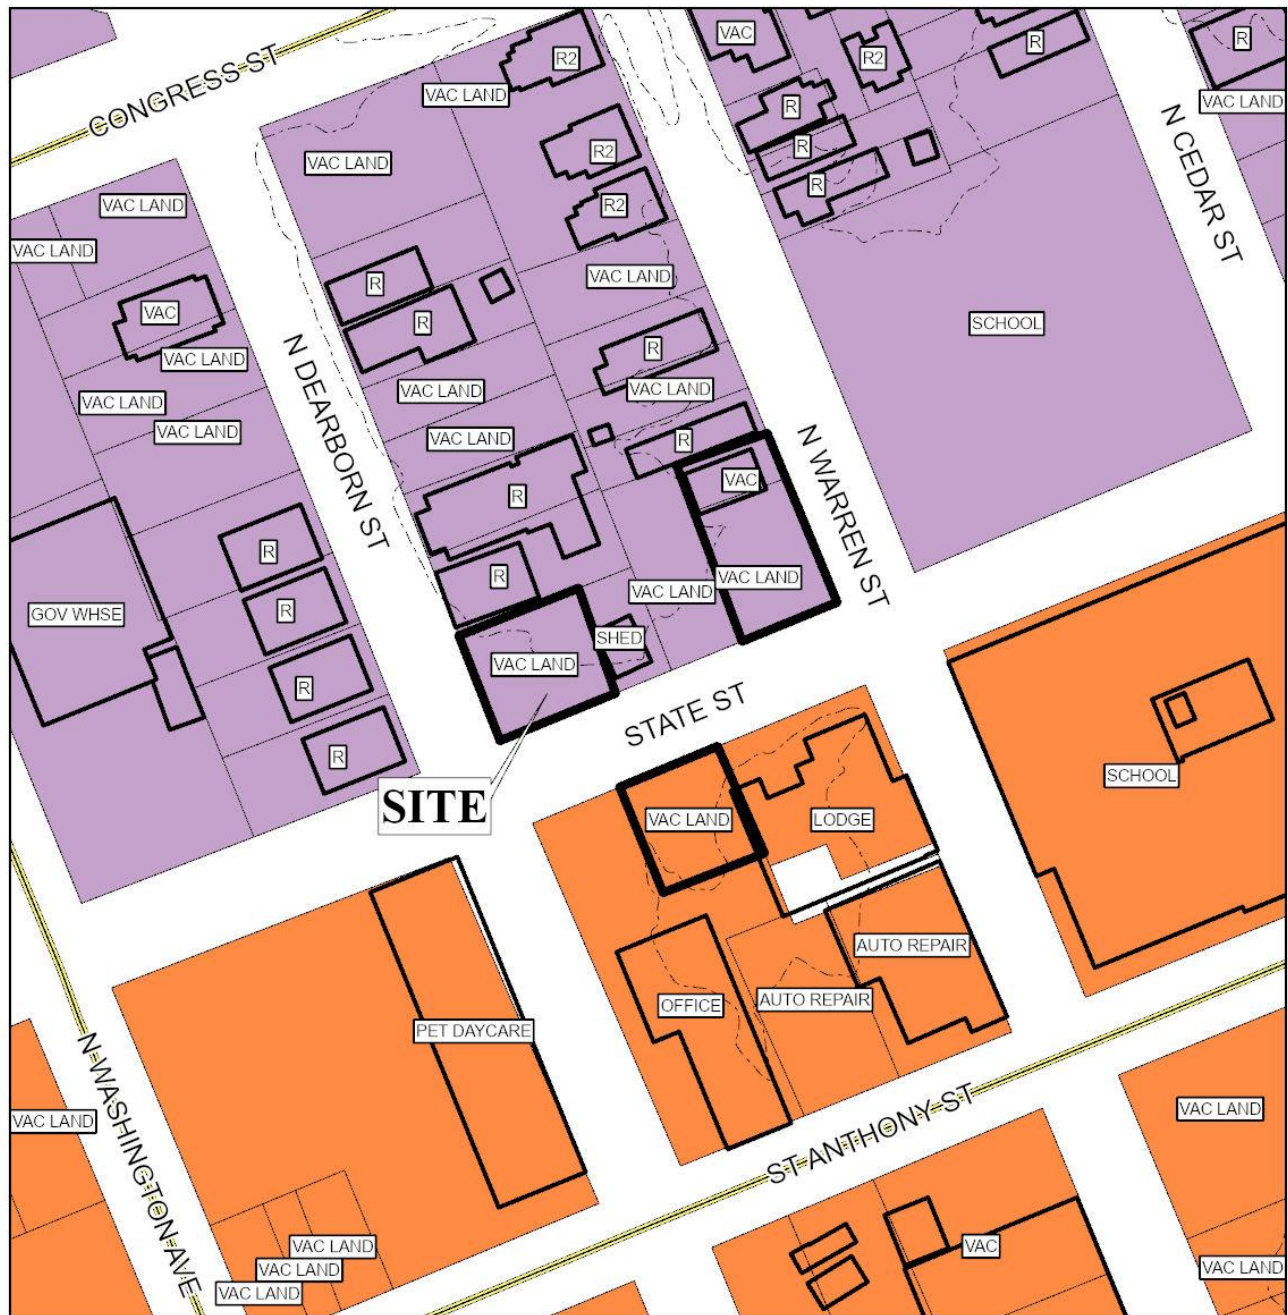 CONGRESS ST
VAC
R2
R
R
R2
VAC LAND
VAC LAND
N CEDAR ST
R
R
R
VAC LAND
R2
R2
VAC LAND
VAC LAND
VAC LAND
R
VAC
R
SCHOOL
N DEARBORN ST
VAC LAND
R
VAC LAND
VAC LAND
VAC LAND
VAC LAND
VAC LAND
R
N WARREN ST
VAC
R
R
R
VAC LAND
VAC LAND
R
GOV WHSE
SHED
VAC LAND
R
STATE ST
R
SITE
SCHOOL
VAC LAND
LODGE
AUTO REPAIR
AUTO REPAIR
OFFICE
PET DAYCARE
N WASHINGTON AVE
VAC LAND
VAC LAND
ST ANTHONY ST
VAC LAND
VAC LAND
VAC LAND
VAC
VAC LAND